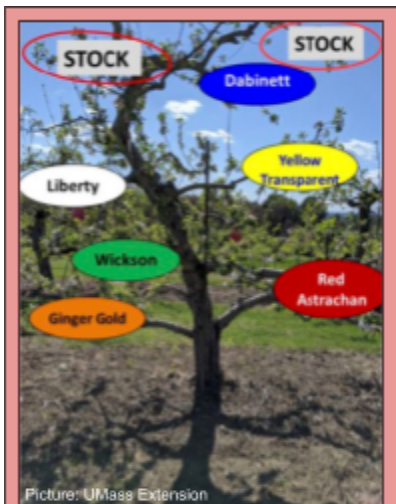 STOCK
STOCK
Dabinett
Yellow
Transparent
Liberty
Wickson
Red
Astrachan
Ginger Gold
Picture: UMass Extension